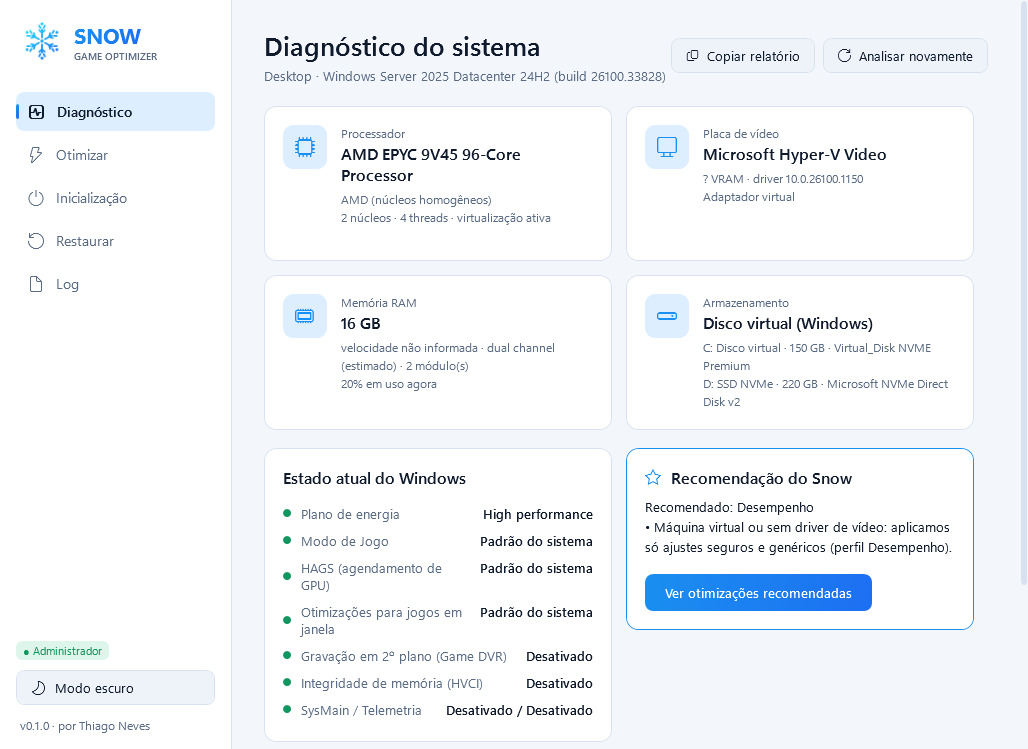 SNOW
GAME OPTIMIZER
Diagnóstico
Otimizar
Inicialização
Restaurar
Log
● Administrador
Modo escuro
v0.1.0 · por Thiago Neves
Diagnóstico do sistema
Desktop · Windows Server 2025 Datacenter 24H2 (build 26100.33828)
Copiar relatório
Analisar novamente
Processador
AMD EPYC 9V45 96-Core
Processor
AMD (núcleos homogêneos)
2 núcleos · 4 threads · virtualização ativa
Placa de vídeo
Microsoft Hyper-V Video
? VRAM · driver 10.0.26100.1150
Adaptador virtual
Memória RAM
16 GB
velocidade não informada · dual channel
(estimado) · 2 módulo(s)
20% em uso agora
Armazenamento
Disco virtual (Windows)
C: Disco virtual · 150 GB · Virtual_Disk NVME
Premium
D: SSD NVMe · 220 GB · Microsoft NVMe Direct
Disk v2
Estado atual do Windows
Plano de energia High performance
Modo de Jogo Padrão do sistema
HAGS (agendamento de Padrão do sistema
GPU)
Otimizações para jogos em Padrão do sistema
janela
Gravação em 2º plano (Game DVR) Desativado
Integridade de memória (HVCI) Desativado
SysMain / Telemetria Desativado / Desativado
Recomendação do Snow
Recomendado: Desempenho
• Máquina virtual ou sem driver de vídeo: aplicamos
só ajustes seguros e genéricos (perfil Desempenho).
Ver otimizações recomendadas